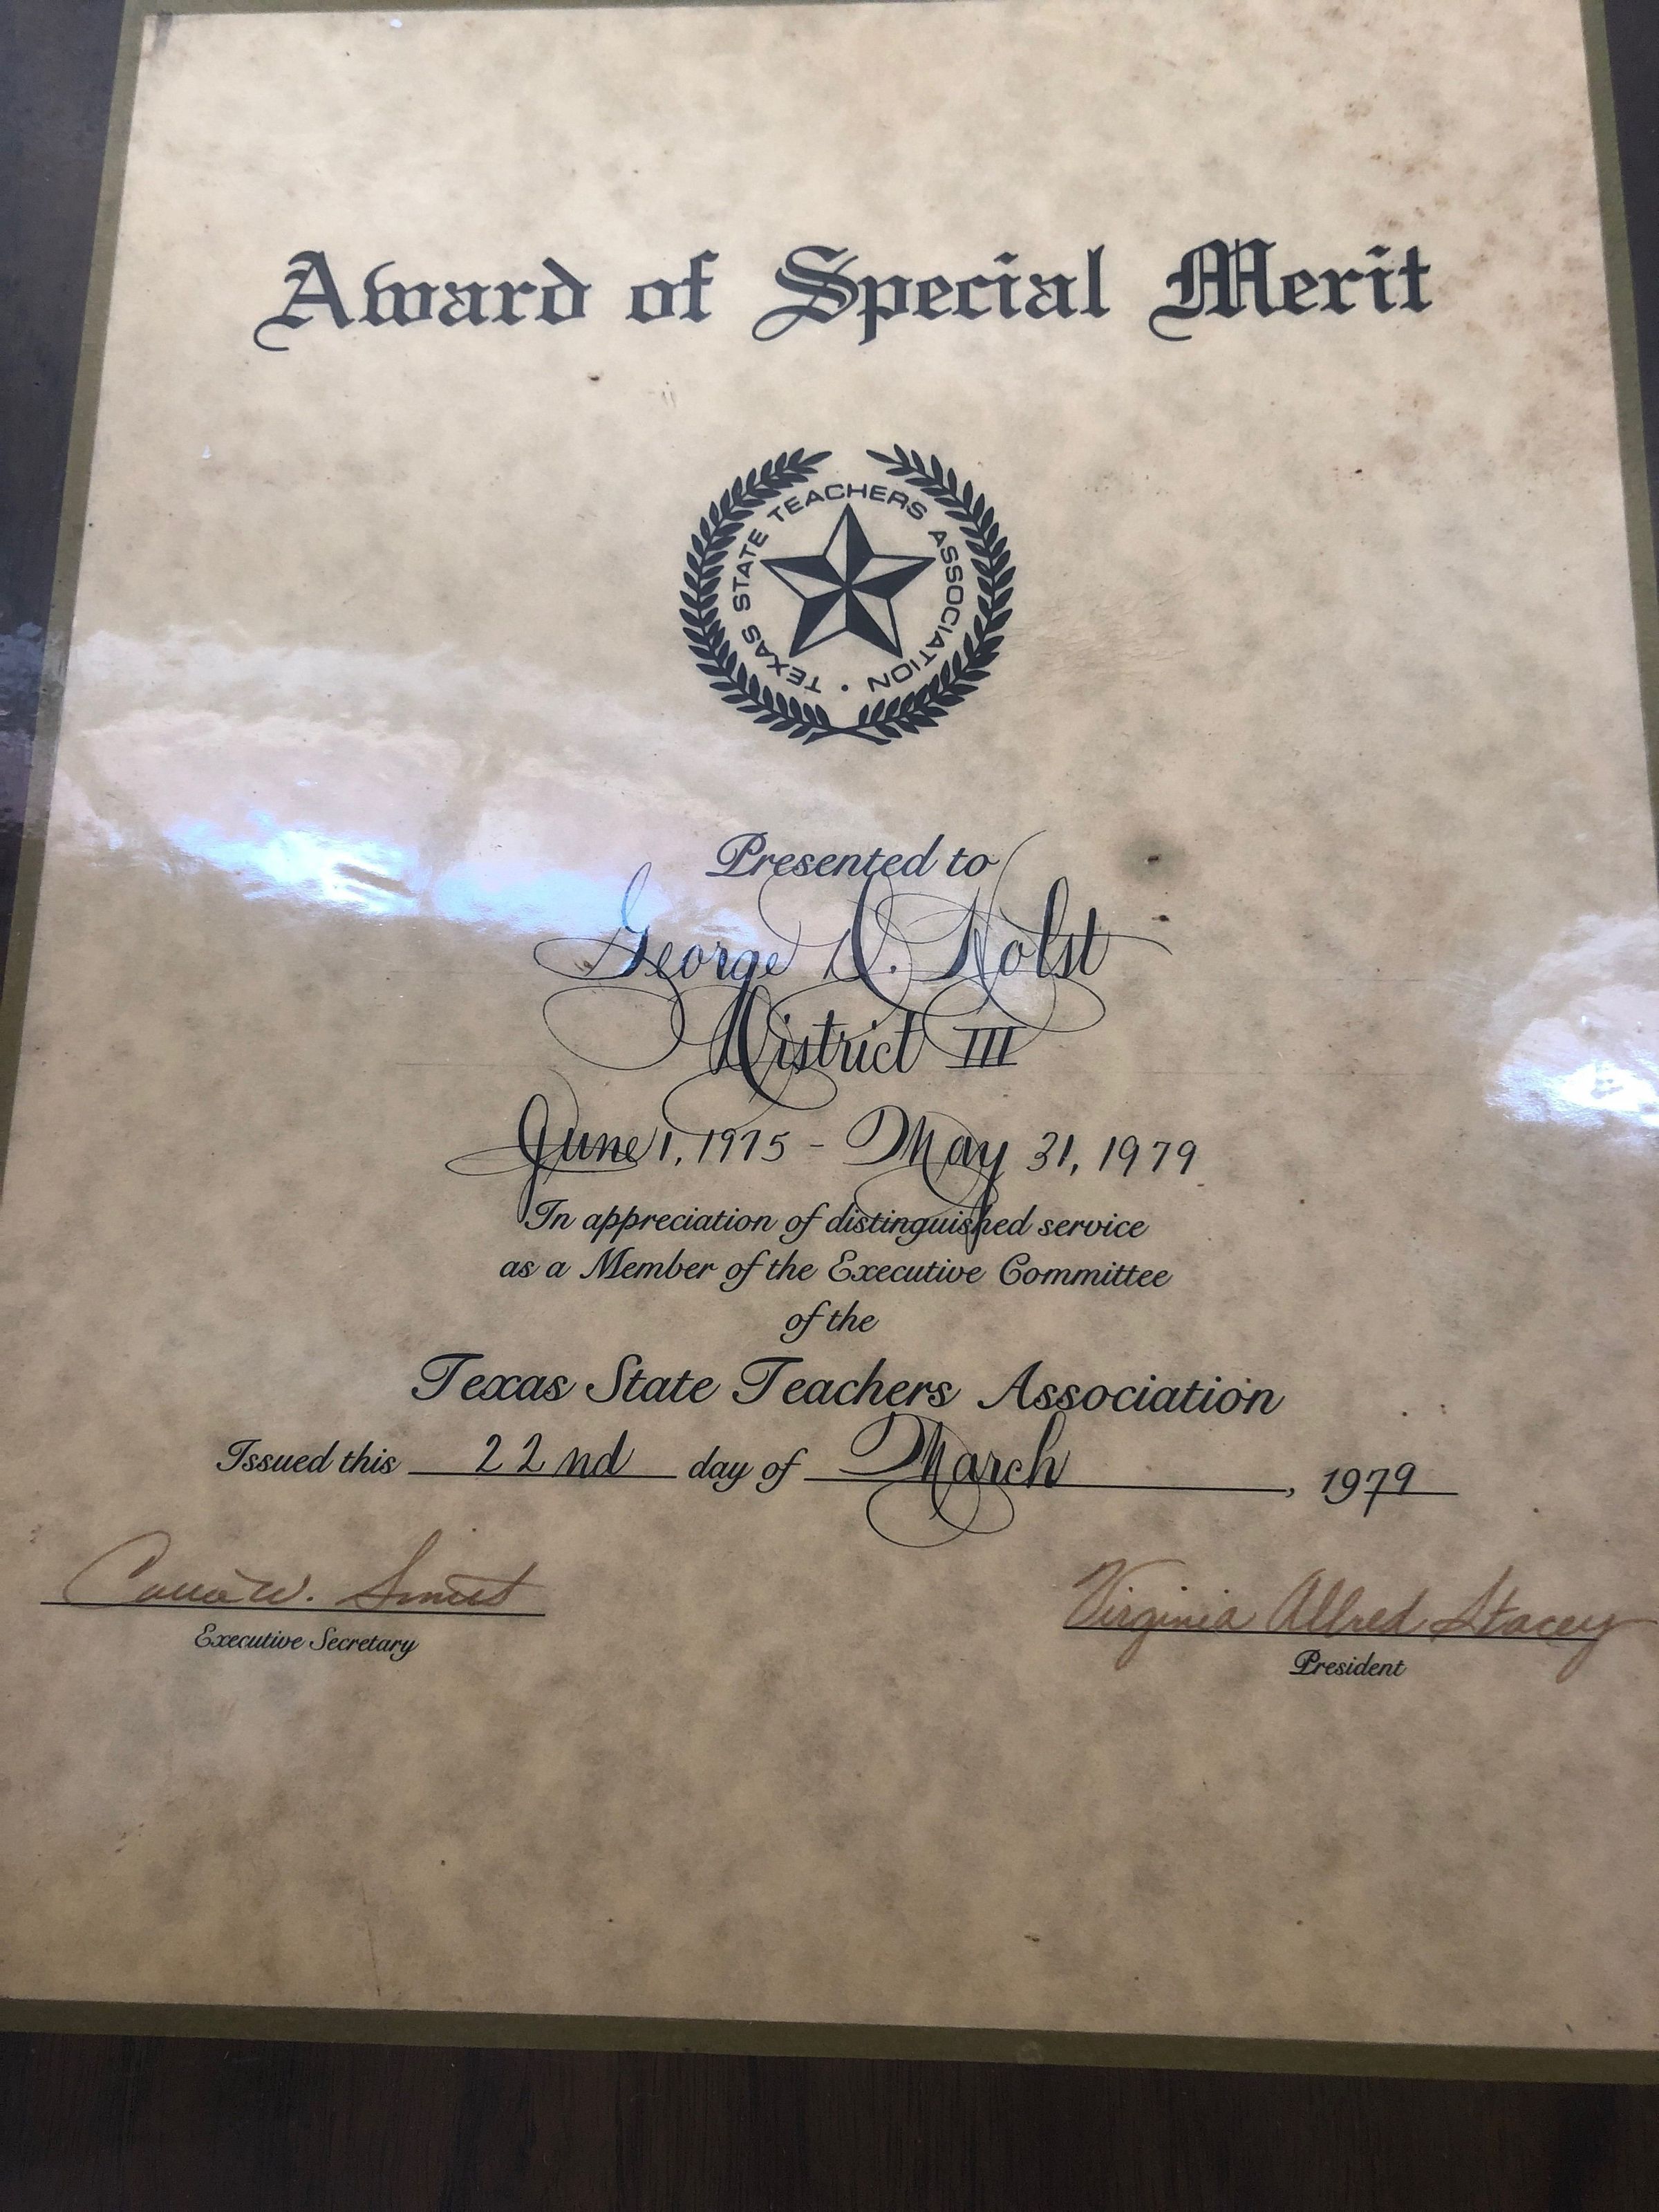 Award of Special Merit
TEXAS STATE TEACHERS ASSOCIATION •
Presented to
George D. Holst
District III
June 1, 1975 - May 31, 1979
In appreciation of distinguished service
as a Member of the Executive Committee
of the
Texas State Teachers Association
Issued this 22nd day of March, 1979
W. Virginia Allred Stacey
Executive Secretary President